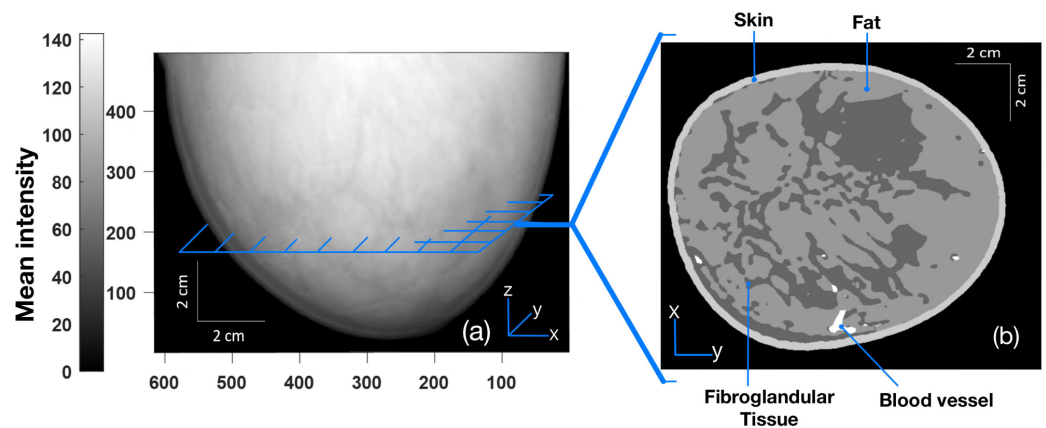 Mean intensity
140
120
100
80
60
40
20
0
400
300
200
100
600
500
400
300
200
100
2 cm
2 cm
(a)
z
y
x
Skin
Fat
2 cm
2 cm
x
y
(b)
Fibroglandular
Tissue
Blood vessel